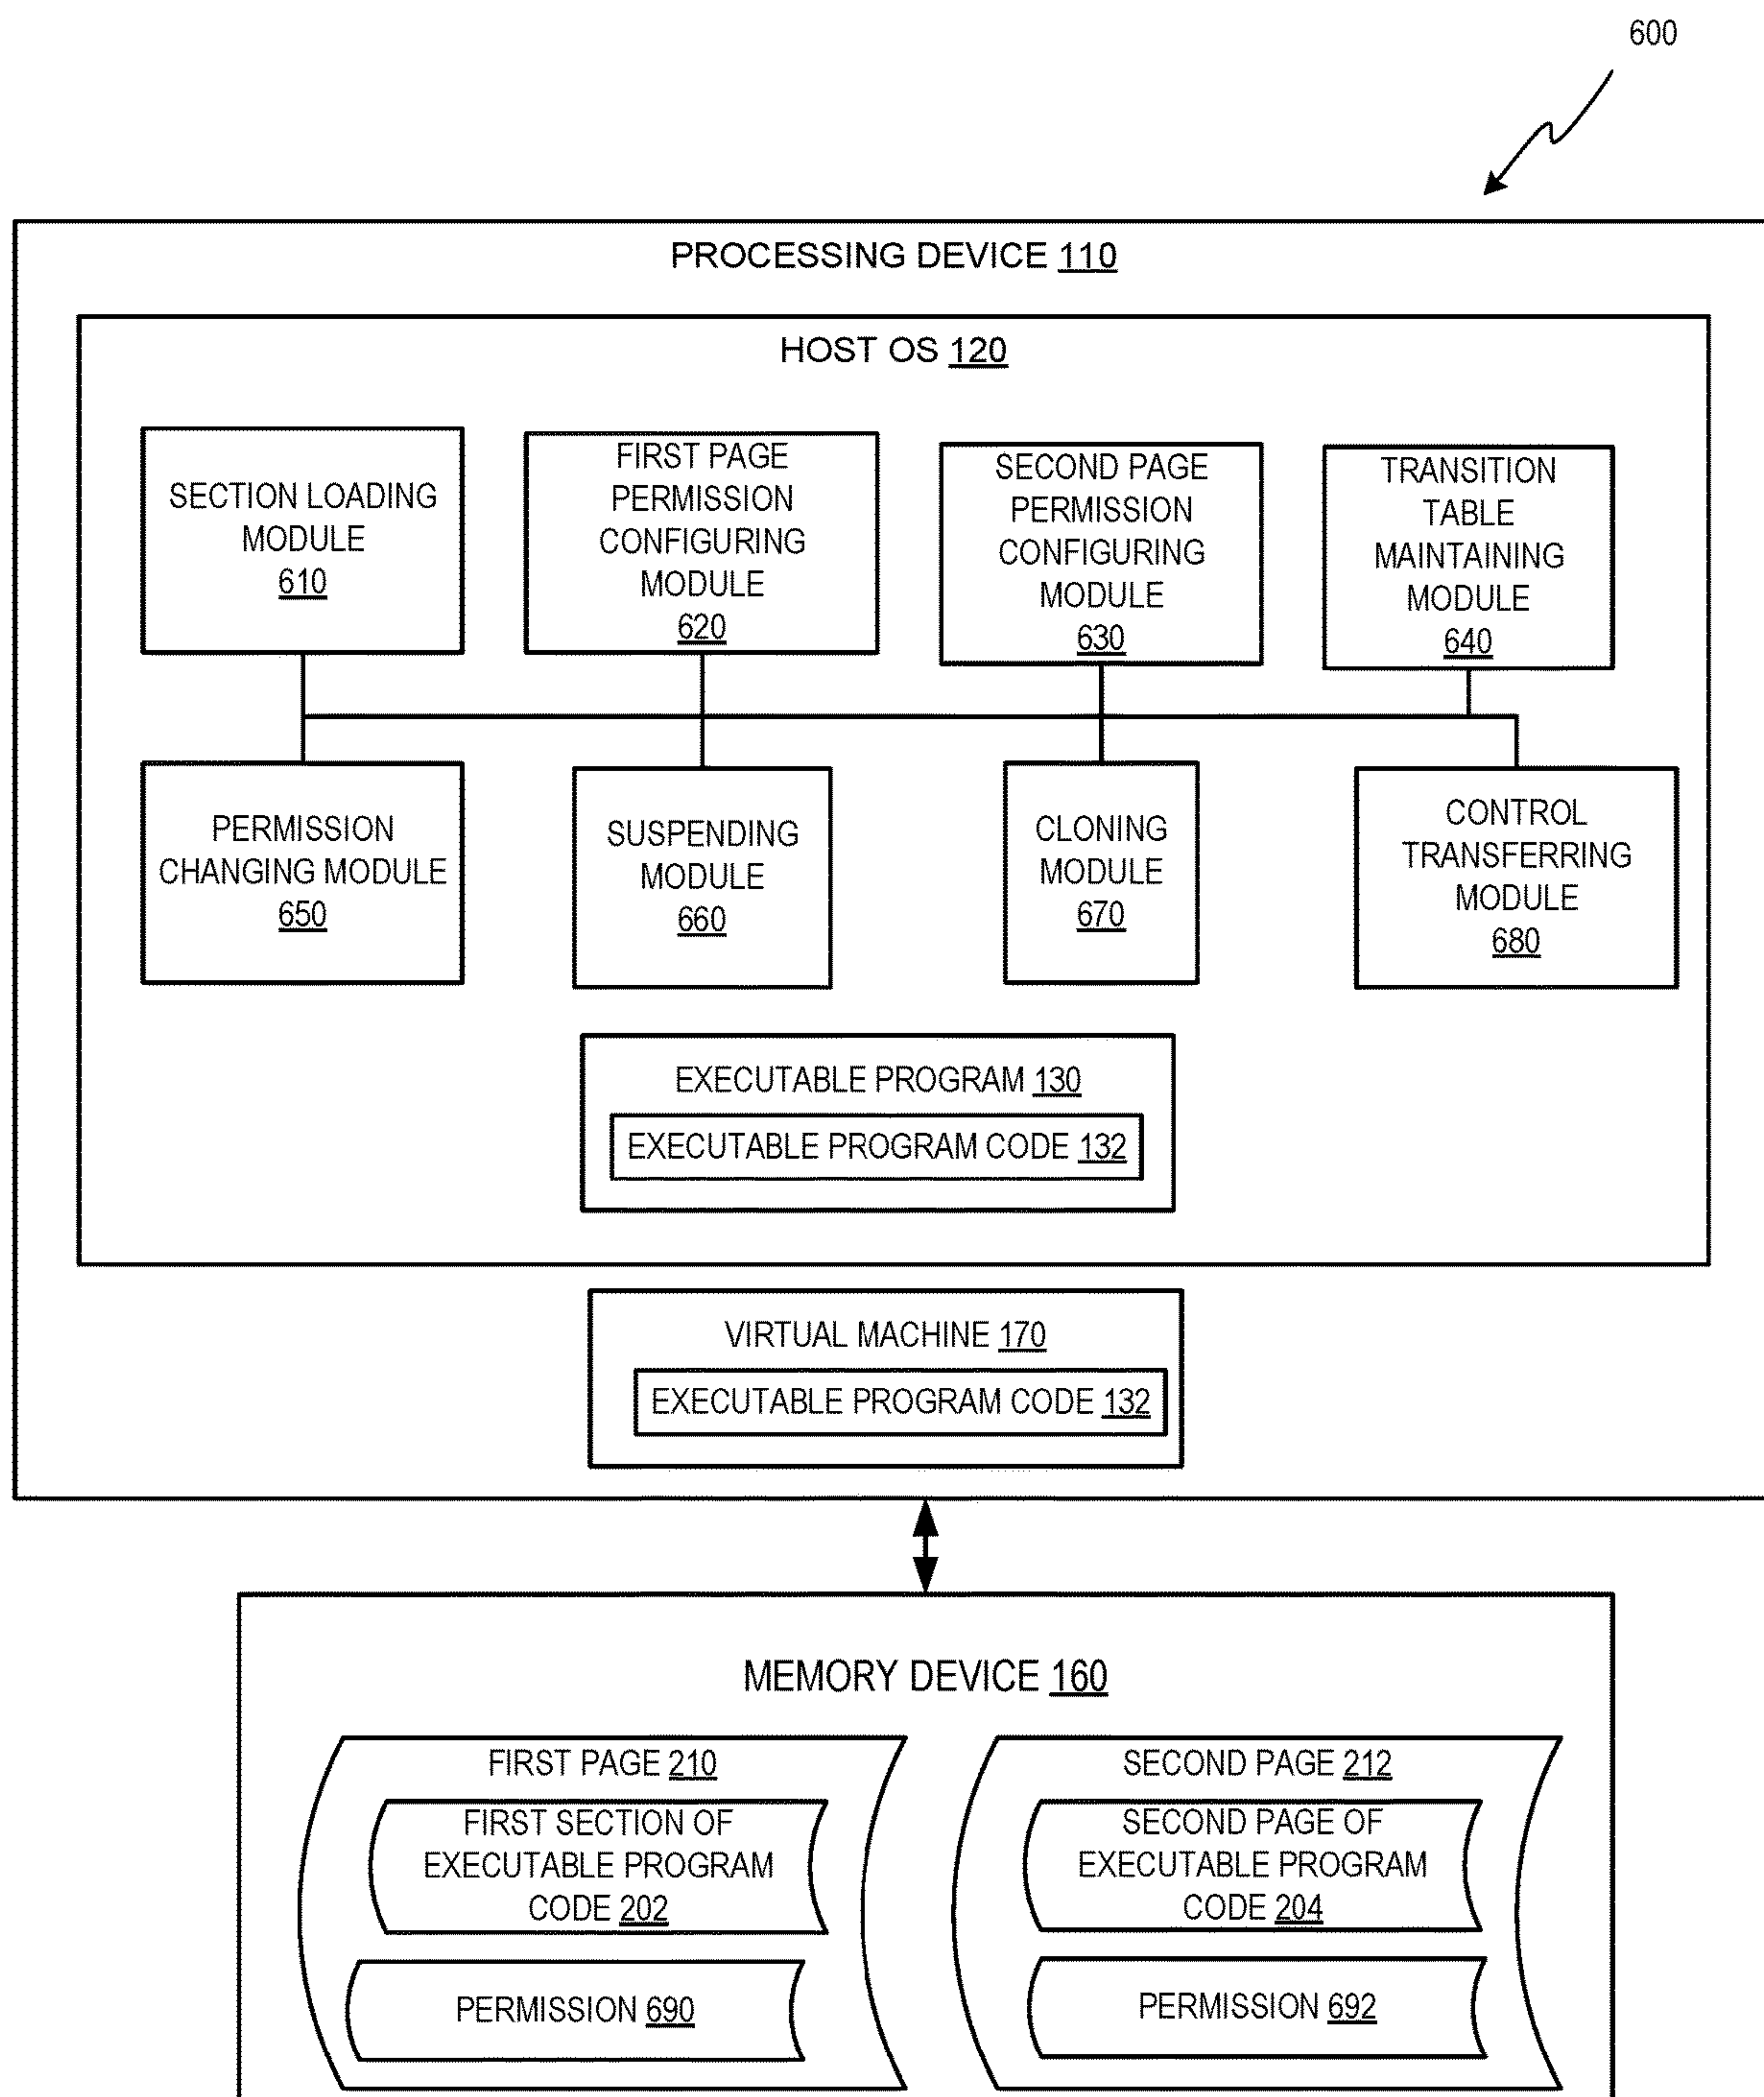 600
PROCESSING DEVICE 110
HOST OS 120
SECTION LOADING
MODULE
610
FIRST PAGE
PERMISSION
CONFIGURING
MODULE
620
SECOND PAGE
PERMISSION
CONFIGURING
MODULE
630
TRANSITION
TABLE
MAINTAINING
MODULE
640
PERMISSION
CHANGING MODULE
650
SUSPENDING
MODULE
660
CLONING
MODULE
670
CONTROL
TRANSFERRING
MODULE
680
EXECUTABLE PROGRAM 130
EXECUTABLE PROGRAM CODE 132
VIRTUAL MACHINE 170
EXECUTABLE PROGRAM CODE 132
MEMORY DEVICE 160
FIRST PAGE 210
FIRST SECTION OF
EXECUTABLE PROGRAM
CODE 202
PERMISSION 690
SECOND PAGE 212
SECOND PAGE OF
EXECUTABLE PROGRAM
CODE 204
PERMISSION 692